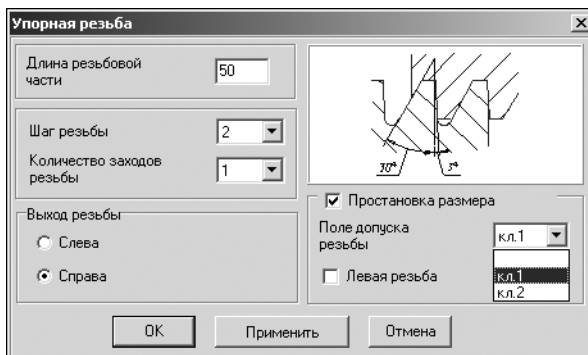 Упорная резьба
Длина резьбовой
части
50
Шаг резьбы
2
Количество заходов
резьбы
1
Выход резьбы
Слева
Справа
30°
3°
Простановка размера
Поле допуска
резьбы
кл.1
кл.1
кл.2
Левая резьба
OK
Применить
Отмена